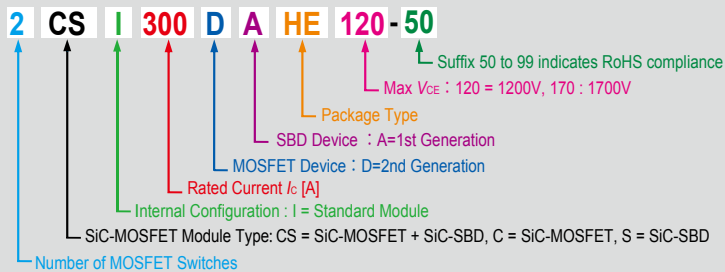 2 CS I 300 D A HE 120 - 50
Suffix 50 to 99 indicates RoHS compliance
Max VCE : 120 = 1200V, 170 : 1700V
Package Type
SBD Device : A=1st Generation
MOSFET Device : D=2nd Generation
Rated Current Ic [A]
Internal Configuration : I = Standard Module
SiC-MOSFET Module Type: CS = SiC-MOSFET + SiC-SBD, C = SiC-MOSFET, S = SiC-SBD
Number of MOSFET Switches